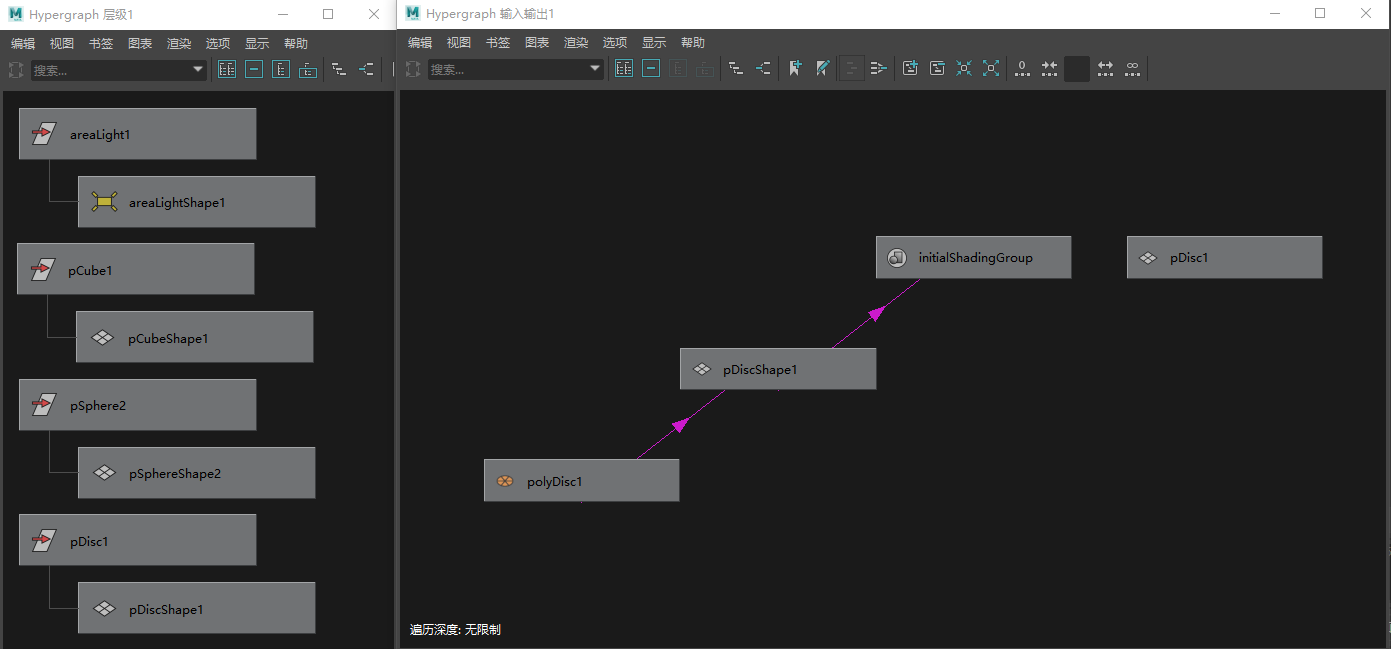 Hypergraph 层级1
编辑 视图 书签 图表 渲染 选项 显示 帮助
搜索...
areaLight1
areaLightShape1
pCube1
pCubeShape1
pSphere2
pSphereShape2
pDisc1
pDiscShape1
Hypergraph 输入输出1
编辑 视图 书签 图表 渲染 选项 显示 帮助
搜索...
0
∞
initialShadingGroup
pDisc1
pDiscShape1
polyDisc1
遍历深度: 无限制